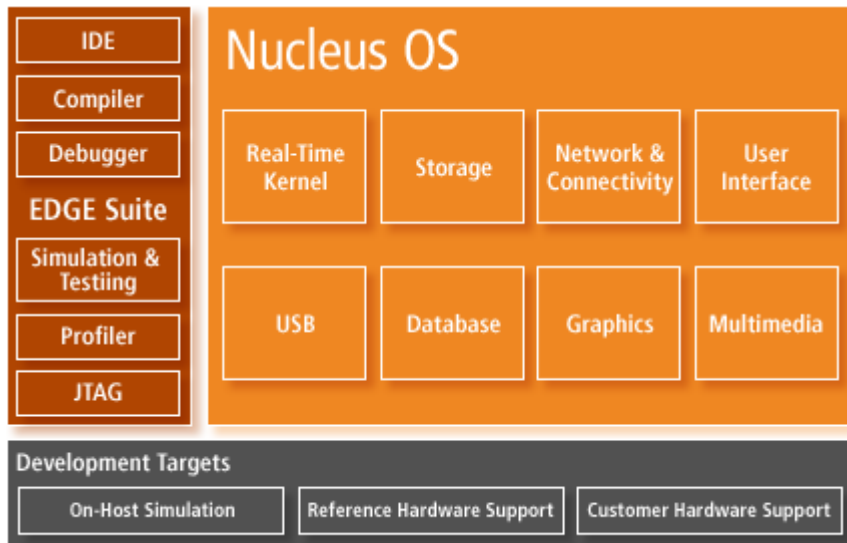 IDE
Compiler
Debugger
EDGE Suite
Simulation &
Testiing
Profiler
JTAG
Nucleus OS
Real-Time
Kernel
Storage
Network &
Connectivity
User
Interface
USB
Database
Graphics
Multimedia
Development Targets
On-Host Simulation
Reference Hardware Support
Customer Hardware Support